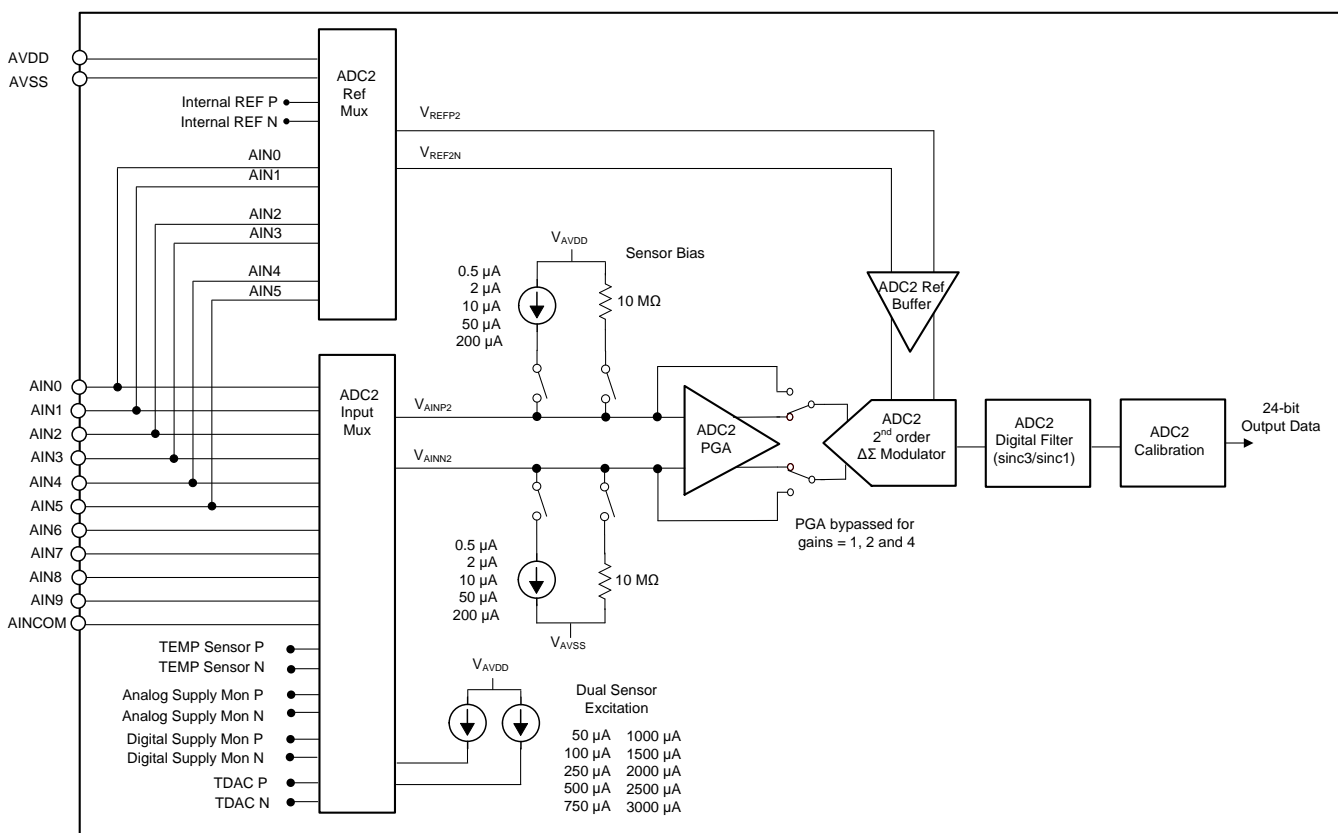 AVDD
AVSS
Internal REF P
Internal REF N
ADC2
Ref
Mux
AIN0
AIN1
AIN2
AIN3
AIN4
AIN5
VREFP2
VREF2N
VAVDD
Sensor Bias
0.5 µA
2 µA
10 µA
50 µA
200 µA
10 MΩ
ADC2 Ref
Buffer
AIN0
AIN1
AIN2
AIN3
AIN4
AIN5
AIN6
AIN7
AIN8
AIN9
AINCOM
ADC2
Input
Mux
VAINP2
VAINN2
ADC2
PGA
ADC2
2nd order
ΔΣ Modulator
ADC2
Digital Filter
(sinc3/sinc1)
ADC2
Calibration
24-bit
Output Data
PGA bypassed for
gains = 1, 2 and 4
0.5 µA
2 µA
10 µA
50 µA
200 µA
10 MΩ
VAVSS
TEMP Sensor P
TEMP Sensor N
Analog Supply Mon P
Analog Supply Mon N
Digital Supply Mon P
Digital Supply Mon N
TDAC P
TDAC N
VAVDD
Dual Sensor
Excitation
50 µA 1000 µA
100 µA 1500 µA
250 µA 2000 µA
500 µA 2500 µA
750 µA 3000 µA